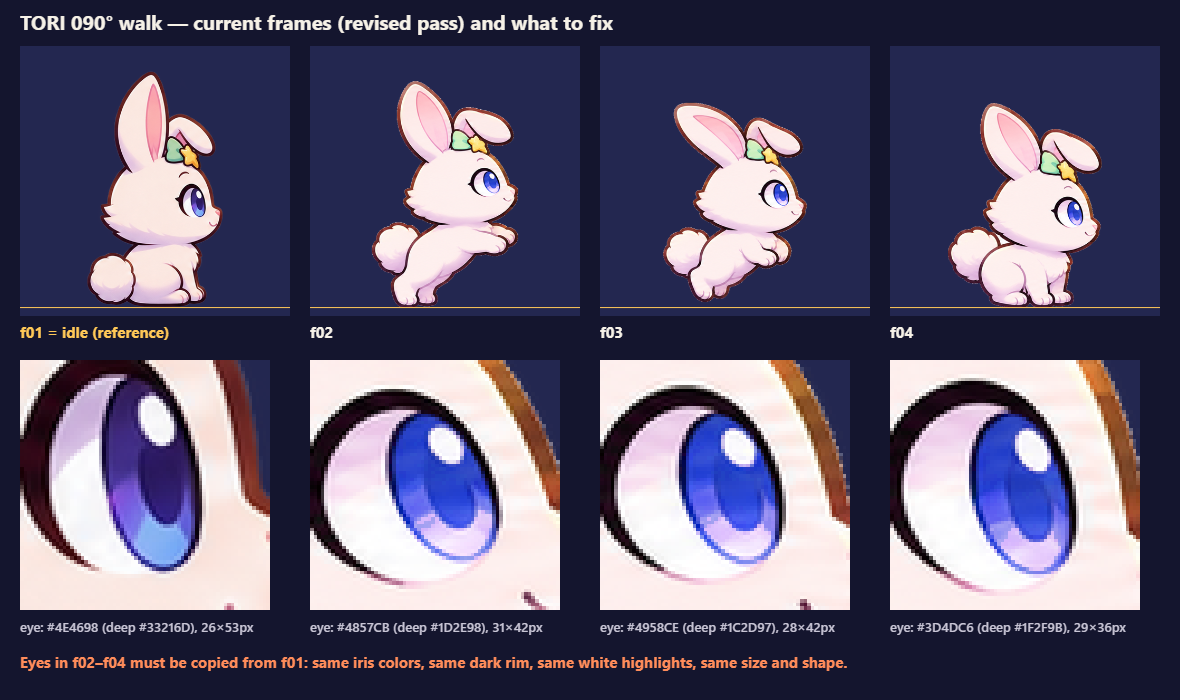 TORI 090° walk — current frames (revised pass) and what to fix
f01 = idle (reference)
f02
f03
f04
eye: #4E4698 (deep #33216D), 26×53px
eye: #4857CB (deep #1D2E98), 31×42px
eye: #4958CE (deep #1C2D97), 28×42px
eye: #3D4DC6 (deep #1F2F9B), 29×36px
Eyes in f02–f04 must be copied from f01: same iris colors, same dark rim, same white highlights, same size and shape.